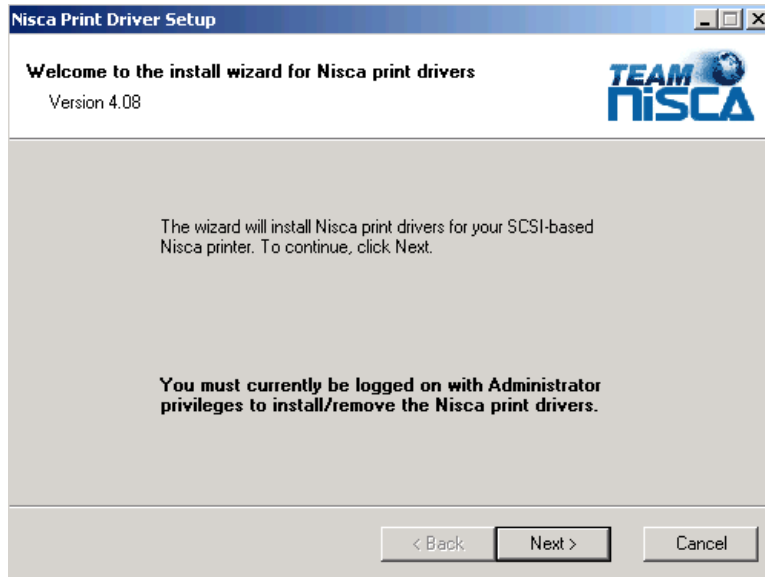 Nisca Print Driver Setup
Welcome to the install wizard for Nisca print drivers
Version 4.08
TEAM
NiSCA
The wizard will install Nisca print drivers for your SCSI-based
Nisca printer. To continue, click Next.
You must currently be logged on with Administrator
privileges to install/remove the Nisca print drivers.
< Back
Next >
Cancel